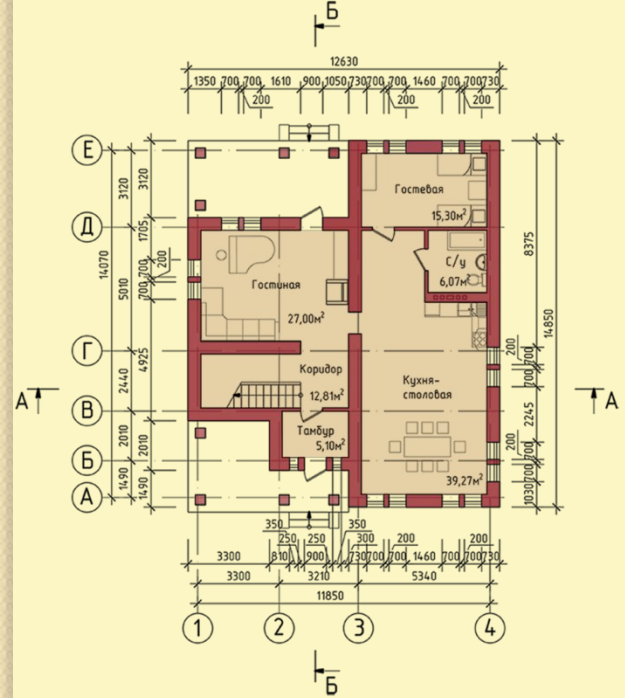 Б
12630
1350 700 700 1610 900 1050 730 700 700 1460 700 700 730
200 200 200
Е
Гостевая
15,30м²
3120 3120
Д
1705
С/у
6,07м²
8375
200
700
700
14070
5010
Гостиная
27,00м²
14850
Г
4925
200
700
700
Коридор
12,81м²
Кухня-
столовая
2440
А А
2245
В
Тамбур
5,10м²
2010 2010
200
700
700
Б
39,27м²
1490 1490
1030
А
350 350
250 250 300 200 200
3300 810 900 730 700 700 1460 700 700 730
3300 3210 5340
11850
1 2 3 4
Б